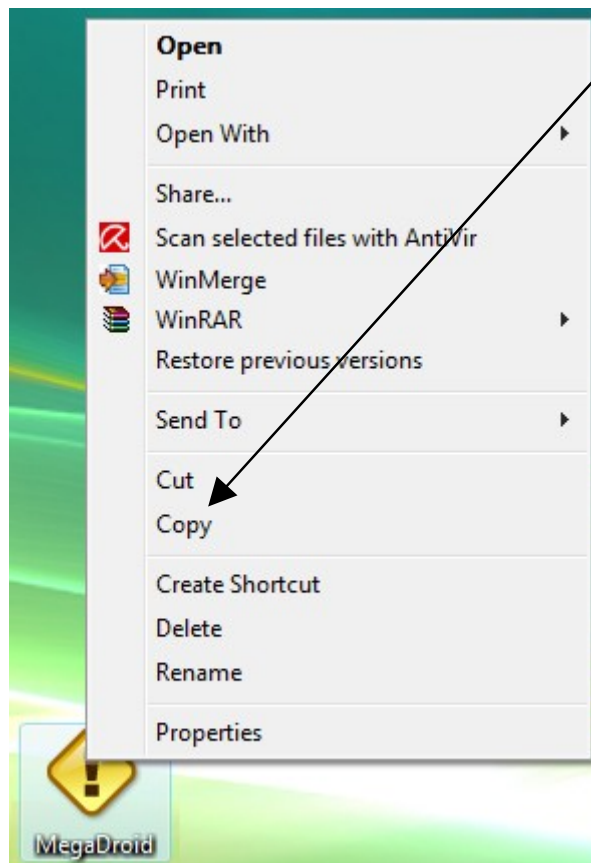 Open
Print
Open With
Share...
Scan selected files with AntiVir
WinMerge
WinRAR
Restore previous versions
Send To
Cut
Copy
Create Shortcut
Delete
Rename
Properties
MegaDroid